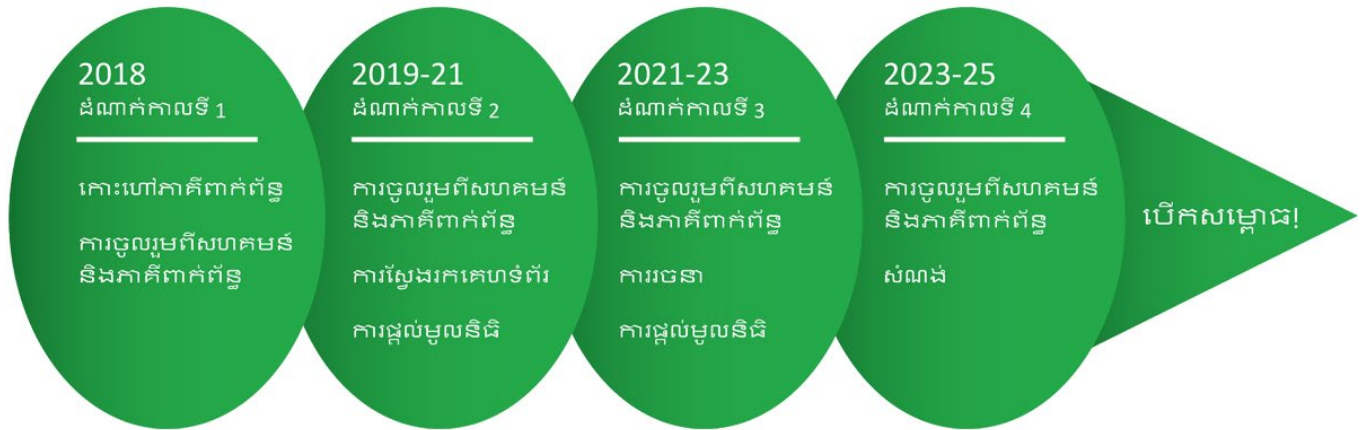 2018
ដំណាក់កាលទី 1
កោះហៅភាគីពាក់ព័ន្ធ
ការចូលរួមពីសហគមន៍
និងភាគីពាក់ព័ន្ធ
2019-21
ដំណាក់កាលទី 2
ការចូលរួមពីសហគមន៍
និងភាគីពាក់ព័ន្ធ
ការស្វែងរកគេហទំព័រ
ការផ្តល់មូលនិធិ
2021-23
ដំណាក់កាលទី 3
ការចូលរួមពីសហគមន៍
និងភាគីពាក់ព័ន្ធ
ការរចនា
ការផ្តល់មូលនិធិ
2023-25
ដំណាក់កាលទី 4
ការចូលរួមពីសហគមន៍
និងភាគីពាក់ព័ន្ធ
សំណង់
បើកសម្ពោធ!